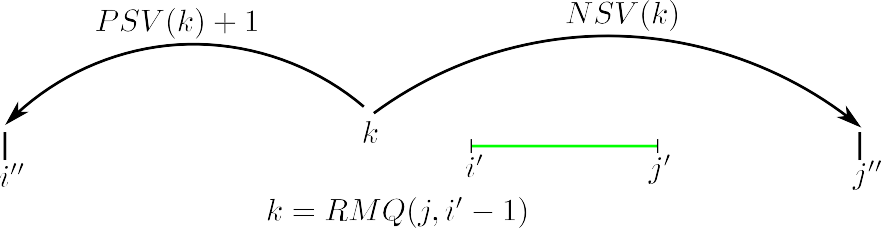 PSV(k) + 1
NSV(k)
k
i′ j′
i′′ j′′
k = RMQ(j, i′ − 1)